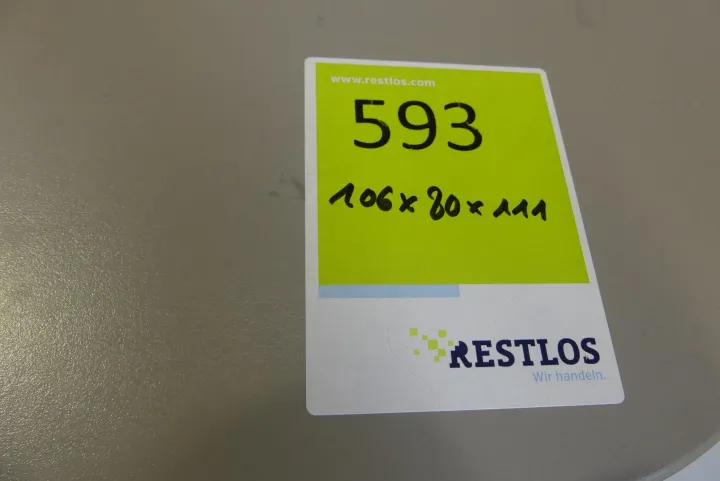 www.restlos.com
593
106x80x111
RESTLOS
Wir handeln.